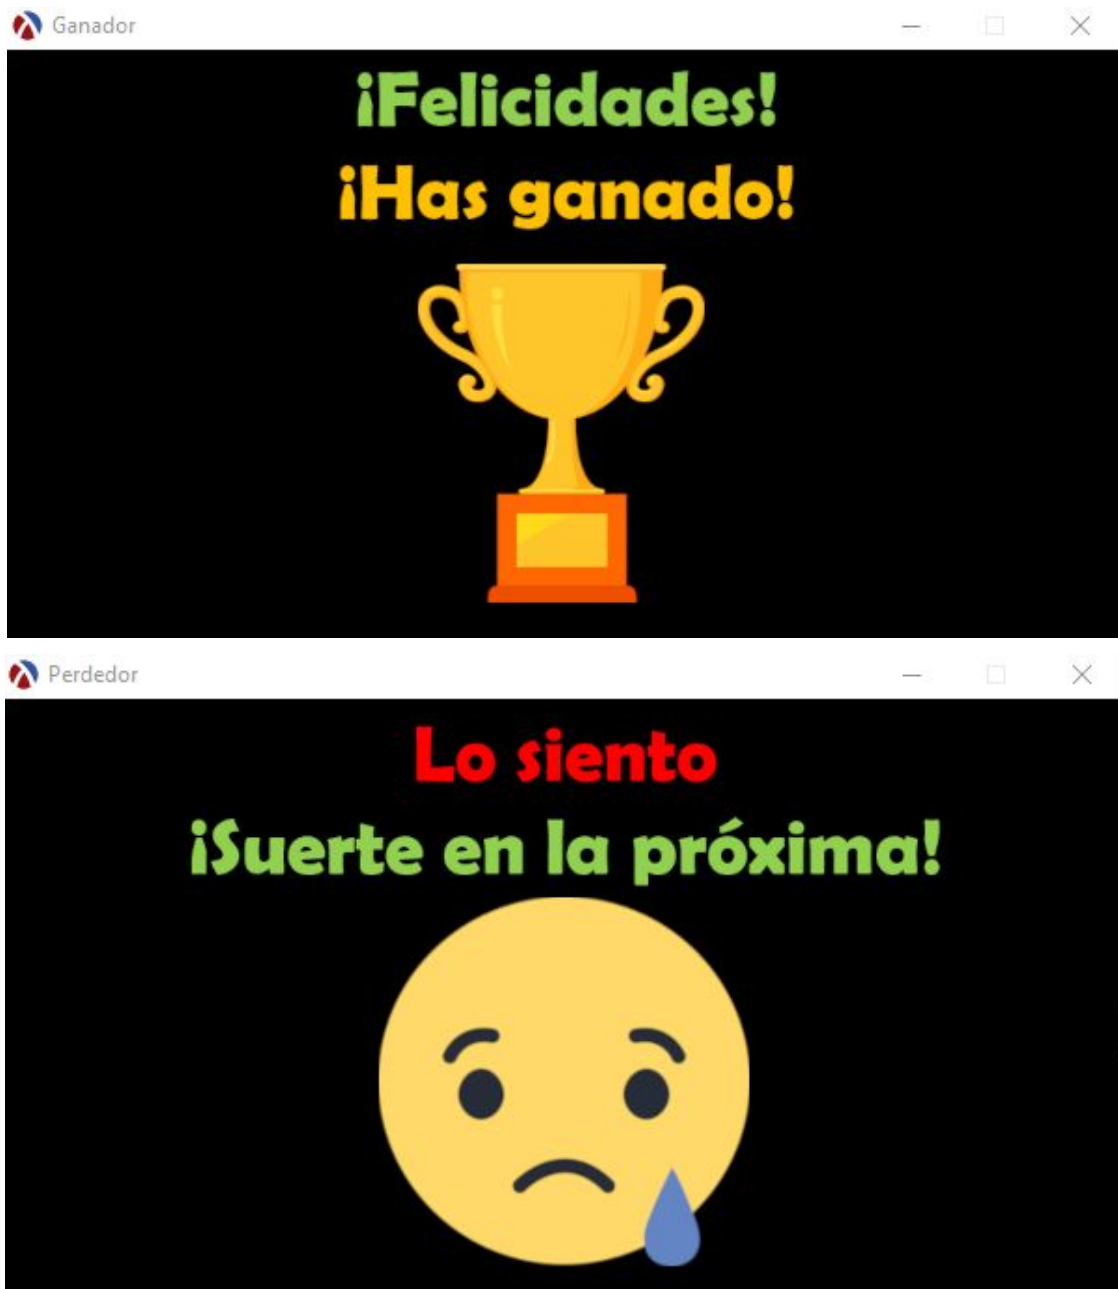 Ganador
¡Felicidades!
¡Has ganado!
Perdedor
Lo siento
¡Suerte en la próxima!